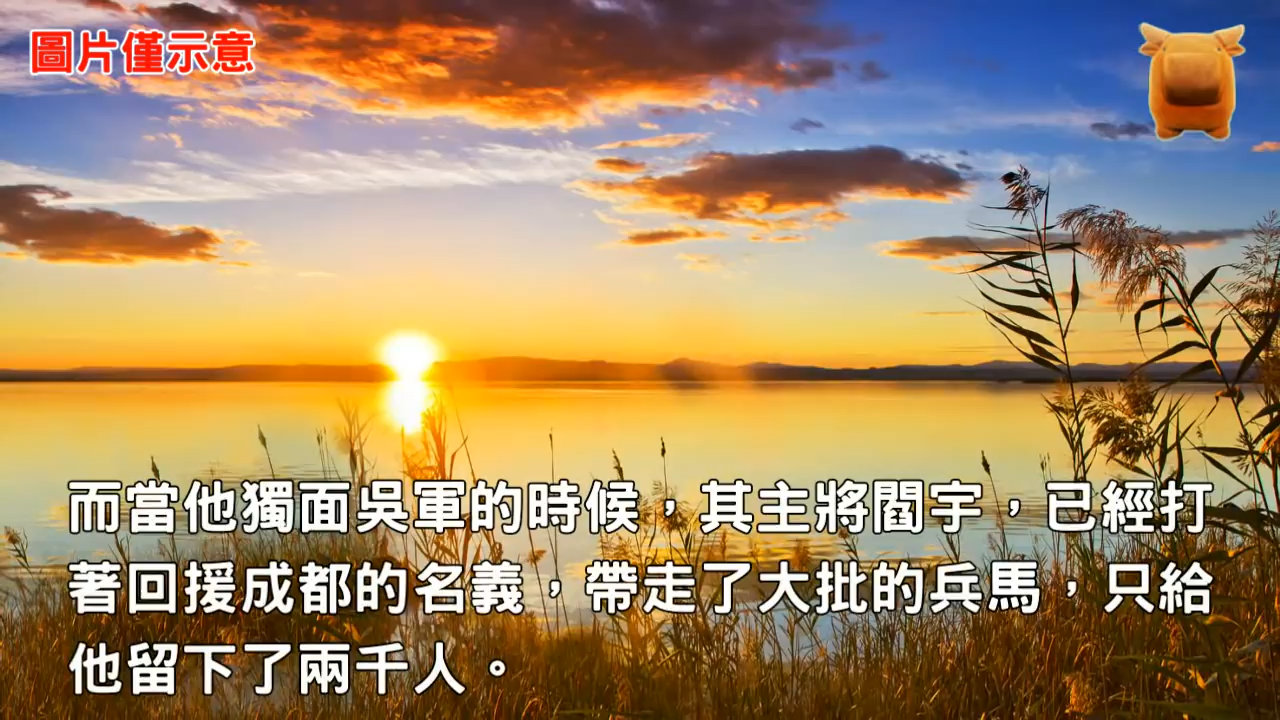 圖片僅示意
而當他獨面吳軍的時候，其主將閻宇，已經打
著回援成都的名義，帶走了大批的兵馬，只給
他留下了兩千人。